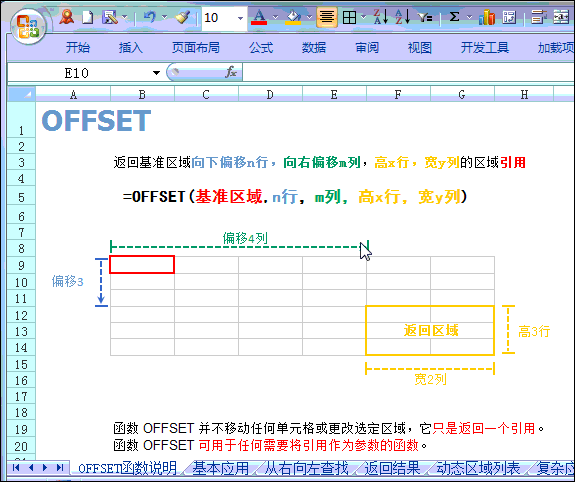 10
开始 插入 页面布局 公式 数据 审阅 视图 开发工具 加载项
E10 fx
A B C D E F G H
1 OFFSET
2
3 返回基准区域向下偏移n行，向右偏移m列，高x行，宽y列的区域引用
4
5 =OFFSET(基准区域,n行，m列，高x行，宽y列)
6
7
8 偏移4列
9
10 偏移3
11
12
13 返回区域 高3行
14
15
16 宽2列
17
18
19 函数 OFFSET 并不移动任何单元格或更改选定区域，它只是返回一个引用。
20 函数 OFFSET 可用于任何需要将引用作为参数的函数。
OFFSET函数说明 基本应用 从右向左查找 返回结果 动态区域列表 复杂应